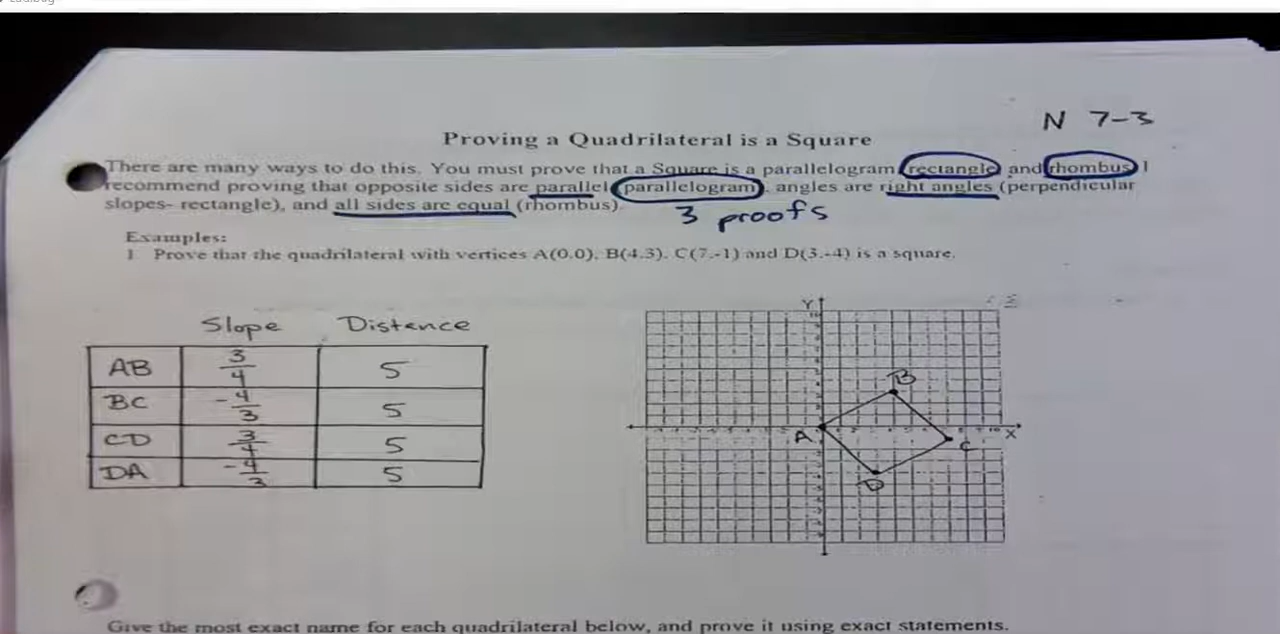 N 7-3
Proving a Quadrilateral is a Square
There are many ways to do this. You must prove that a Square is a parallelogram, rectangle, and rhombus. I
recommend proving that opposite sides are parallel (parallelogram), angles are right angles (perpendicular
slopes- rectangle), and all sides are equal (rhombus).
3 proofs
Examples:
1. Prove that the quadrilateral with vertices A(0,0), B(4,3), C(7,-1) and D(3,-4) is a square.
Slope Distance
AB 3/4 5
BC -4/3 5
CD 3/4 5
DA -4/3 5
Y
B
A
X
C
D
Give the most exact name for each quadrilateral below, and prove it using exact statements.